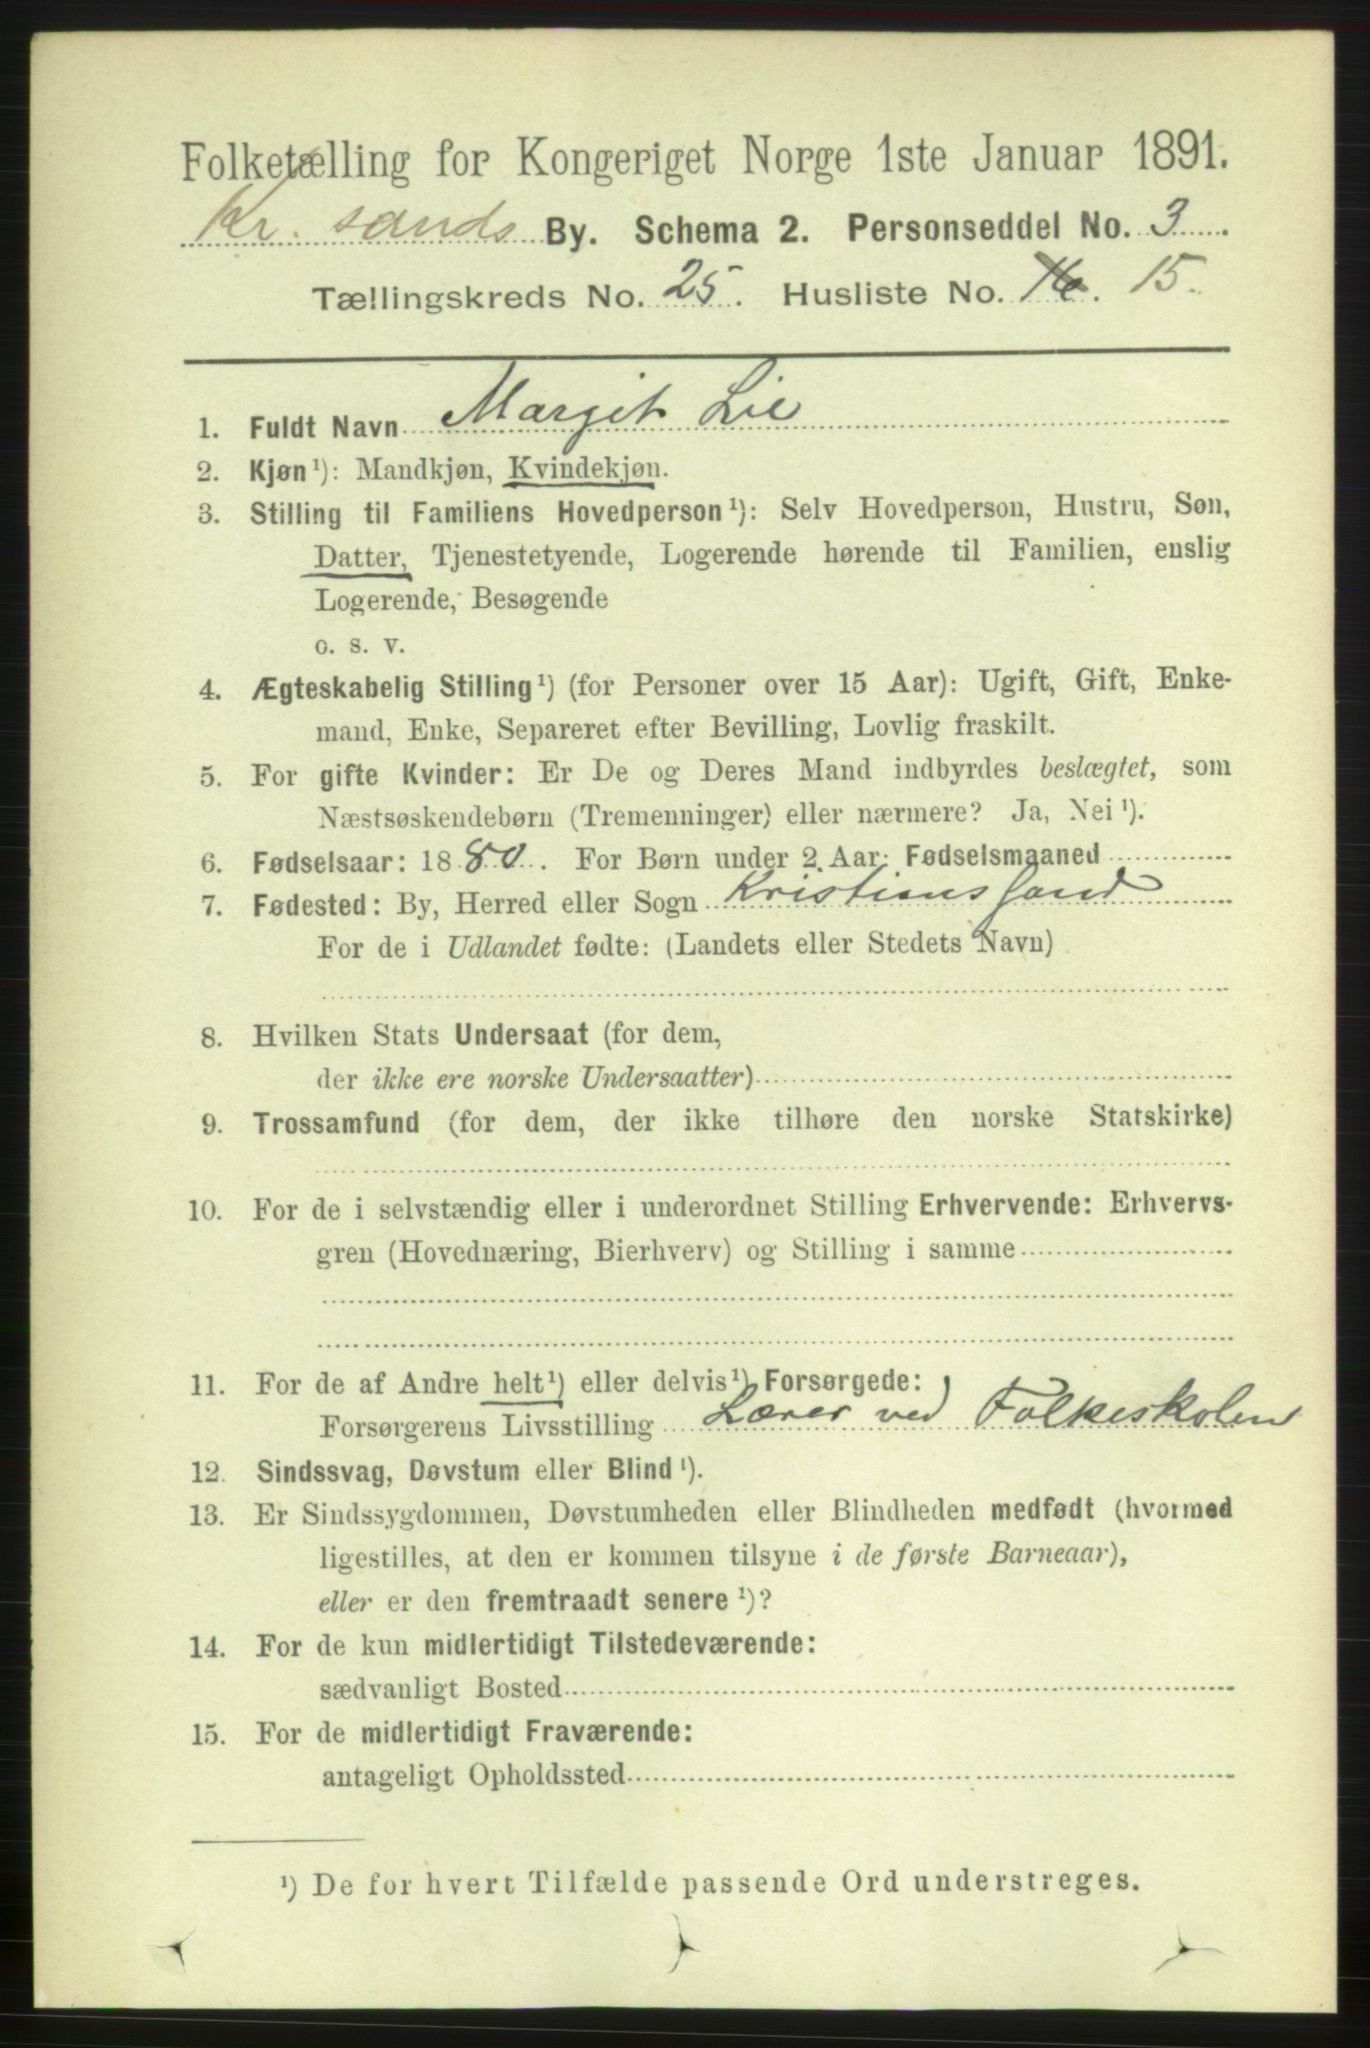 Folketælling for Kongeriget Norge 1ste Januar 1891.
Kr. sands By. Schema 2. Personseddel No. 3
Tællingskreds No. 25. Husliste No. 16. 15.
1. Fuldt Navn Margit Lie
2. Kjøn¹): Mandkjøn, Kvindekjøn.
3. Stilling til Familiens Hovedperson¹): Selv Hovedperson, Hustru, Søn,
Datter, Tjenestetyende, Logerende hørende til Familien, enslig
Logerende, Besøgende
o. s. v.
4. Ægteskabelig Stilling¹) (for Personer over 15 Aar): Ugift, Gift, Enke-
mand, Enke, Separeret efter Bevilling, Lovlig fraskilt.
5. For gifte Kvinder: Er De og Deres Mand indbyrdes beslægtet, som
Næstsøskendebørn (Tremenninger) eller nærmere? Ja, Nei¹).
6. Fødselsaar: 1880. For Børn under 2 Aar: Fødselsmaaned
7. Fødested: By, Herred eller Sogn Kristianssand
For de i Udlandet fødte: (Landets eller Stedets Navn)
8. Hvilken Stats Undersaat (for dem,
der ikke ere norske Undersaatter)
9. Trossamfund (for dem, der ikke tilhøre den norske Statskirke)
10. For de i selvstændig eller i underordnet Stilling Erhvervende: Erhvervs-
gren (Hovednæring, Bierhverv) og Stilling i samme
11. For de af Andre helt¹) eller delvis¹) Forsørgede:
Forsørgerens Livsstilling Lærer ved Folkeskolen
12. Sindssvag, Døvstum eller Blind¹).
13. Er Sindssygdommen, Døvstumheden eller Blindheden medfødt (hvormed
ligestilles, at den er kommen tilsyne i de første Barneaar),
eller er den fremtraadt senere¹)?
14. For de kun midlertidigt Tilstedeværende:
sædvanligt Bosted
15. For de midlertidigt Fraværende:
antageligt Opholdssted
¹) De for hvert Tilfælde passende Ord understreges.